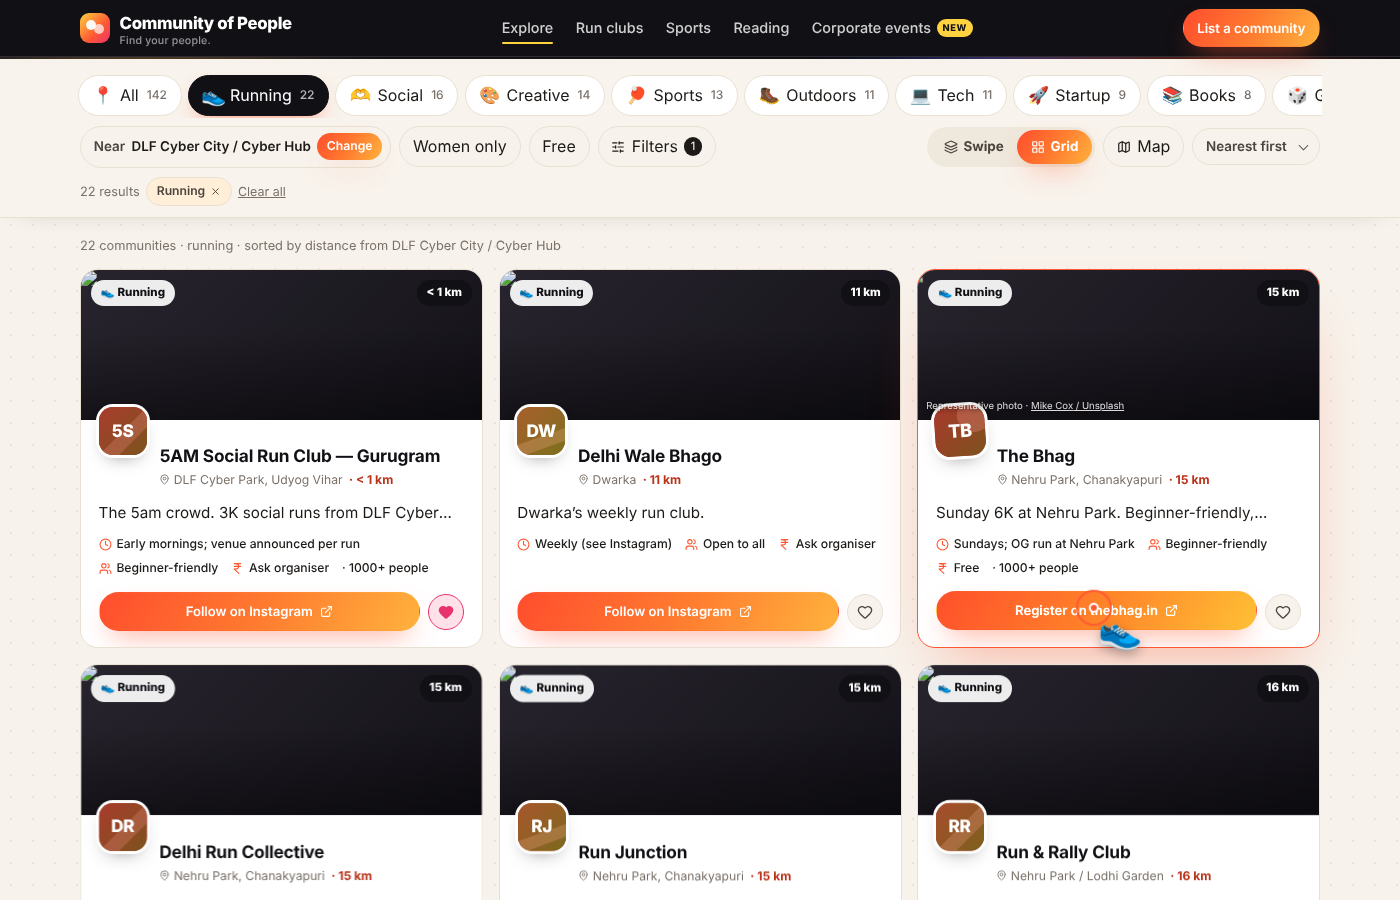 Community of People
Find your people.
Explore
Run clubs
Sports
Reading
Corporate events NEW
List a community
All 142
Running 22
Social 16
Creative 14
Sports 13
Outdoors 11
Tech 11
Startup 9
Books 8
Near DLF Cyber City / Cyber Hub Change
Women only
Free
Filters 1
Swipe
Grid
Map
Nearest first
22 results
Running ×
Clear all
22 communities · running · sorted by distance from DLF Cyber City / Cyber Hub
Running
< 1 km
5S
5AM Social Run Club — Gurugram
DLF Cyber Park, Udyog Vihar · < 1 km
The 5am crowd. 3K social runs from DLF Cyber...
Early mornings; venue announced per run
Beginner-friendly ₹ Ask organiser · 1000+ people
Follow on Instagram
Running
11 km
DW
Delhi Wale Bhago
Dwarka · 11 km
Dwarka’s weekly run club.
Weekly (see Instagram) Open to all ₹ Ask organiser
Follow on Instagram
Running
15 km
Representative photo · Mike Cox / Unsplash
TB
The Bhag
Nehru Park, Chanakyapuri · 15 km
Sunday 6K at Nehru Park. Beginner-friendly,...
Sundays; OG run at Nehru Park Beginner-friendly
₹ Free · 1000+ people
Register on thebhag.in
Running
15 km
DR
Delhi Run Collective
Nehru Park, Chanakyapuri · 15 km
Running
15 km
RJ
Run Junction
Nehru Park, Chanakyapuri · 15 km
Running
16 km
RR
Run & Rally Club
Nehru Park / Lodhi Garden · 16 km